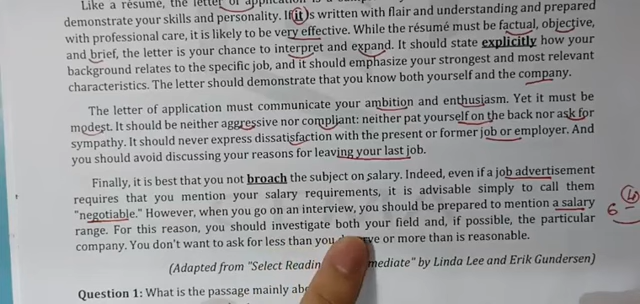 Like a résumé, the letter of application is a
demonstrate your skills and personality. If it is written with flair and understanding and prepared
with professional care, it is likely to be very effective. While the résumé must be factual, objective,
and brief, the letter is your chance to interpret and expand. It should state explicitly how your
background relates to the specific job, and it should emphasize your strongest and most relevant
characteristics. The letter should demonstrate that you know both yourself and the company.
The letter of application must communicate your ambition and enthusiasm. Yet it must be
modest. It should be neither aggressive nor compliant: neither pat yourself on the back nor ask for
sympathy. It should never express dissatisfaction with the present or former job or employer. And
you should avoid discussing your reasons for leaving your last job.
Finally, it is best that you not broach the subject on salary. Indeed, even if a job advertisement
requires that you mention your salary requirements, it is advisable simply to call them
"negotiable." However, when you go on an interview, you should be prepared to mention a salary
range. For this reason, you should investigate both your field and, if possible, the particular
company. You don't want to ask for less than you or more than is reasonable.
(Adapted from "Select by Linda Lee and Erik Gundersen)
Question 1: What is the passage mainly
6